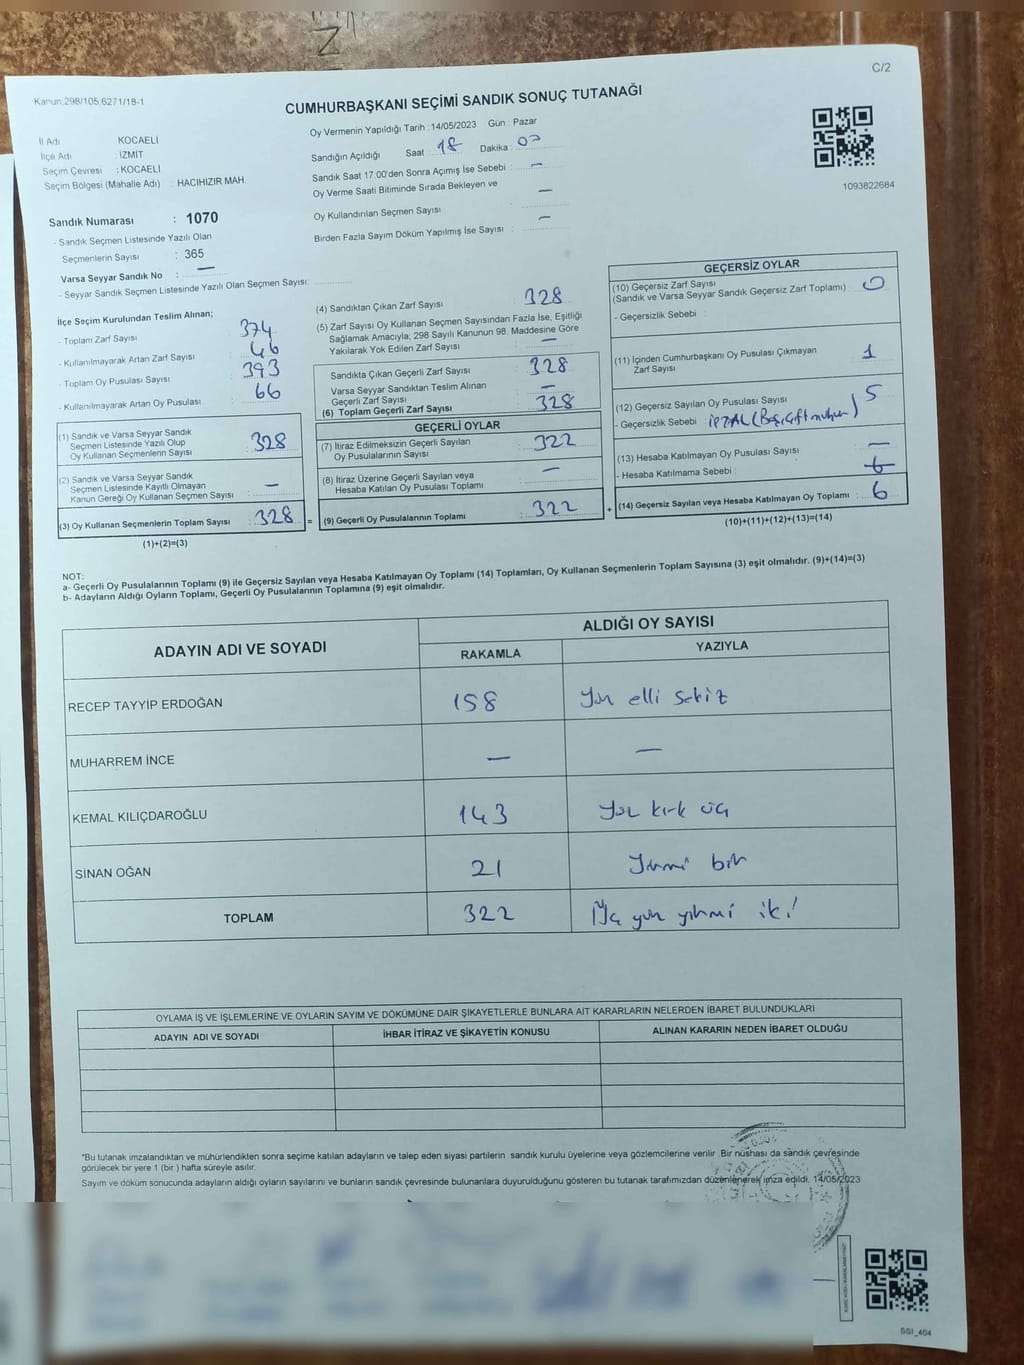 C/2
Kanun:298/105,6271/18-1
CUMHURBAŞKANI SEÇİMİ SANDIK SONUÇ TUTANAĞI
İl Adı KOCAELİ
İlçe Adı : İZMİT
Seçim Çevresi : KOCAELİ
Seçim Bölgesi (Mahalle Adı) : HACIHIZIR MAH.
Oy Vermenin Yapıldığı Tarih :14/05/2023 Gün : Pazar
Sandığın Açıldığı Saat : 18 Dakika : 02
Sandık Saat 17:00'den Sonra Açımış İse Sebebi : —
Oy Verme Saati Bitiminde Sırada Bekleyen ve
Oy Kullandırılan Seçmen Sayısı —
Birden Fazla Sayım Döküm Yapılmış İse Sayısı : —
1093822684
Sandık Numarası : 1070
- Sandık Seçmen Listesinde Yazılı Olan
Seçmenlerin Sayısı : 365
Varsa Seyyar Sandık No : —
- Seyyar Sandık Seçmen Listesinde Yazılı Olan Seçmen Sayısı:
İlçe Seçim Kurulundan Teslim Alınan;
- Toplam Zarf Sayısı : 374
- Kullanılmayarak Artan Zarf Sayısı : 46
- Toplam Oy Pusulası Sayısı : 393
- Kullanılmayarak Artan Oy Pusulası : 66
(1) Sandık ve Varsa Seyyar Sandık
Seçmen Listesinde Yazılı Olup
Oy Kullanan Seçmenlerin Sayısı : 328
(2) Sandık ve Varsa Seyyar Sandık
Seçmen Listesinde Kayıtlı Olmayan
Kanun Gereği Oy Kullanan Seçmen Sayısı : —
(3) Oy Kullanan Seçmenlerin Toplam Sayısı : 328
(1)+(2)=(3)
(4) Sandıktan Çıkan Zarf Sayısı : 328
(5) Zarf Sayısı Oy Kullanan Seçmen Sayısından Fazla İse, Eşitliği
Sağlamak Amacıyla; 298 Sayılı Kanunun 98. Maddesine Göre
Yakılarak Yok Edilen Zarf Sayısı : —
Sandıkta Çıkan Geçerli Zarf Sayısı : 328
Varsa Seyyar Sandıktan Teslim Alınan
Geçerli Zarf Sayısı : —
(6) Toplam Geçerli Zarf Sayısı : 328
GEÇERLİ OYLAR
(7) İtiraz Edilmeksizin Geçerli Sayılan
Oy Pusulalarının Sayısı : 322
(8) İtiraz Üzerine Geçerli Sayılan veya
Hesaba Katılan Oy Pusulası Toplamı : —
= (9) Geçerli Oy Pusulalarının Toplamı : 322
GEÇERSİZ OYLAR
(10) Geçersiz Zarf Sayısı
(Sandık ve Varsa Seyyar Sandık Geçersiz Zarf Toplamı) : 0
- Geçersizlik Sebebi :
(11) İçinden Cumhurbaşkanı Oy Pusulası Çıkmayan
Zarf Sayısı 1
(12) Geçersiz Sayılan Oy Pusulası Sayısı : 5
- Geçersizlik Sebebi : İPTAL (Boş, çift mühür)
(13) Hesaba Katılmayan Oy Pusulası Sayısı : —
- Hesaba Katılmama Sebebi :
+ (14) Geçersiz Sayılan veya Hesaba Katılmayan Oy Toplamı : 6
(10)+(11)+(12)+(13)=(14)
NOT:
a- Geçerli Oy Pusulalarının Toplamı (9) ile Geçersiz Sayılan veya Hesaba Katılmayan Oy Toplamı (14) Toplamları, Oy Kullanan Seçmenlerin Toplam Sayısına (3) eşit olmalıdır. (9)+(14)=(3)
b- Adayların Aldığı Oyların Toplamı, Geçerli Oy Pusulalarının Toplamına (9) eşit olmalıdır.
ADAYIN ADI VE SOYADI
ALDIĞI OY SAYISI
RAKAMLA YAZIYLA
RECEP TAYYİP ERDOĞAN 158 Yüz elli sekiz
MUHARREM İNCE — —
KEMAL KILIÇDAROĞLU 143 Yüz kırk üç
SİNAN OĞAN 21 Yirmi bir
TOPLAM 322 Üç yüz yirmi iki
OYLAMA İŞ VE İŞLEMLERİNE VE OYLARIN SAYIM VE DÖKÜMÜNE DAİR ŞİKAYETLERLE BUNLARA AİT KARARLARIN NELERDEN İBARET BULUNDUKLARI
ADAYIN ADI VE SOYADI İHBAR İTİRAZ VE ŞİKAYETİN KONUSU ALINAN KARARIN NEDEN İBARET OLDUĞU
*Bu tutanak imzalandıktan ve mühürlendikten sonra seçime katılan adayların ve talep eden siyasi partilerin sandık kurulu üyelerine veya gözlemcilerine verilir. Bir nüshası da sandık çevresinde
görülecek bir yere 1 (bir) hafta süreyle asılır.
Sayım ve döküm sonucunda adayların aldığı oyların sayılarını ve bunların sandık çevresinde bulunanlara duyurulduğunu gösteren bu tutanak tarafımızdan düzenlenerek imza edildi, 14/05/2023
SSI_404